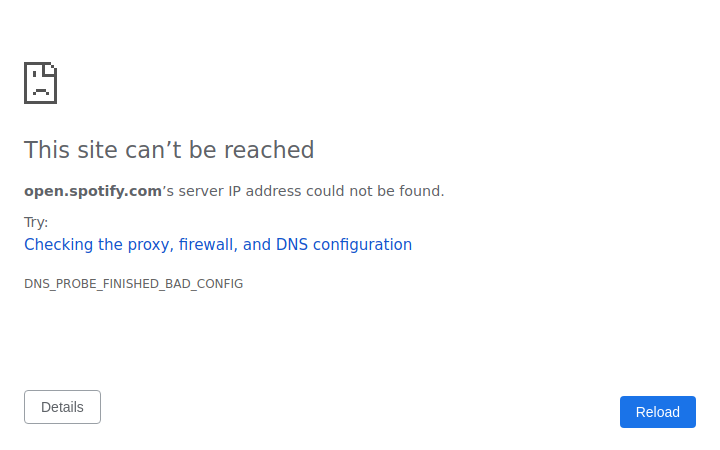 This site can’t be reached
open.spotify.com’s server IP address could not be found.
Try:
Checking the proxy, firewall, and DNS configuration
DNS_PROBE_FINISHED_BAD_CONFIG
Details
Reload